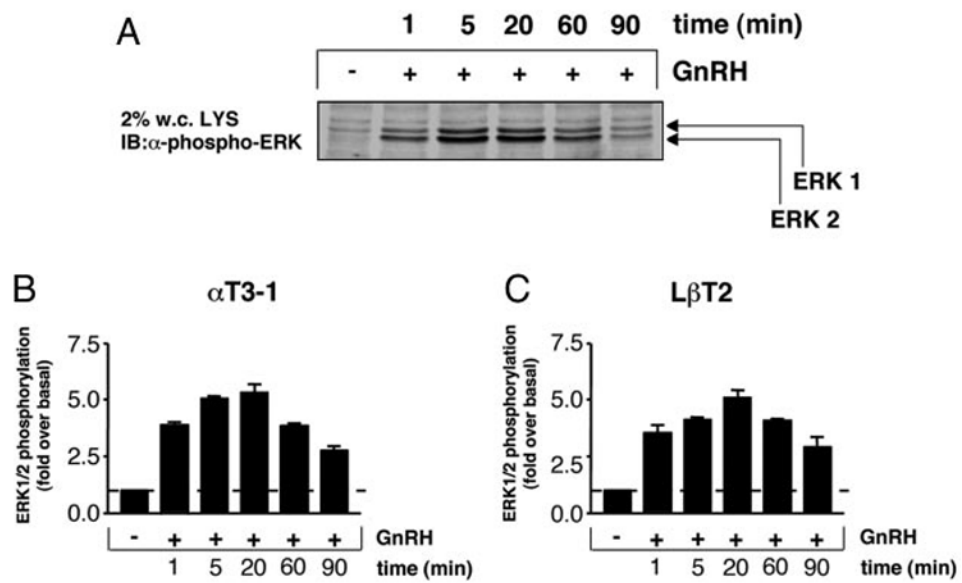 A
1 5 20 60 90 time (min)
- + + + + + GnRH
2% w.c. LYS
IB:α-phospho-ERK
ERK 1
ERK 2
B
αT3-1
ERK1/2 phosphorylation
(fold over basal)
7.5
5.0
2.5
0.0
- + + + + + GnRH
1 5 20 60 90 time (min)
C
LβT2
ERK1/2 phosphorylation
(fold over basal)
7.5
5.0
2.5
0.0
- + + + + + GnRH
1 5 20 60 90 time (min)